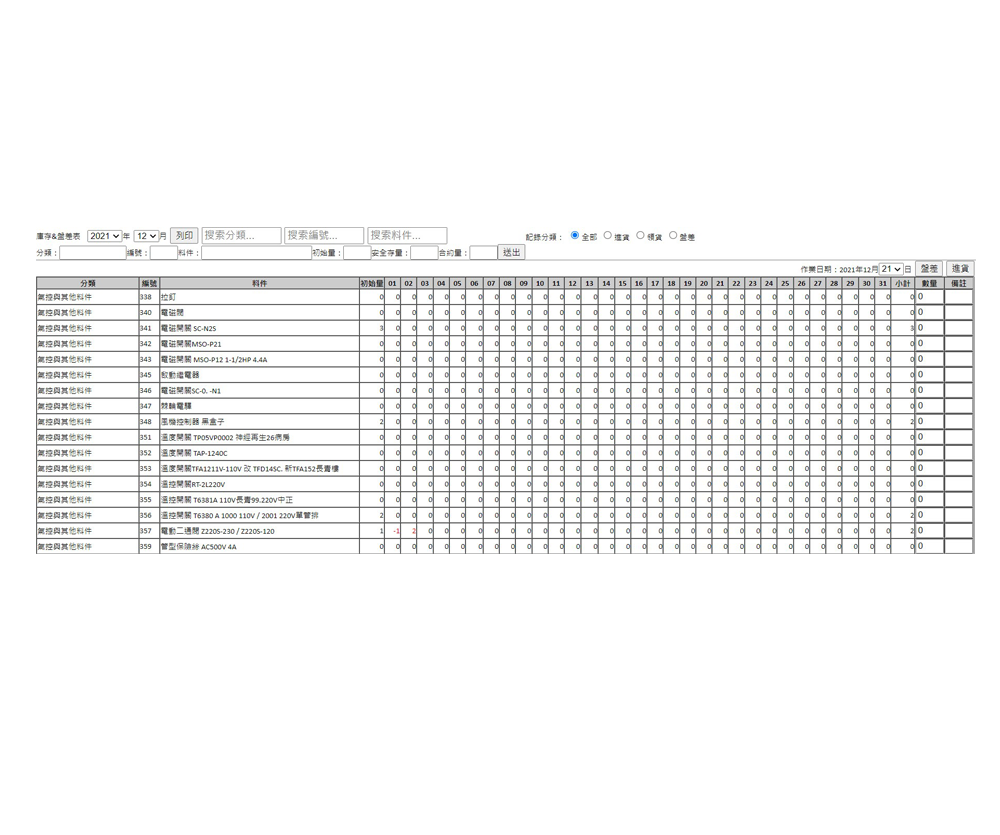 庫存&盤差表 2021 年 12 月 列印 搜索分類... 搜索編號... 搜索料件... 記錄分類： 全部 進貨 領貨 盤差
分類： 編號： 料件： 初始量： 安全存量： 合約量： 送出
作業日期：2021年12月 21 日 盤差 進貨
分類 編號 料件 初始量 01 02 03 04 05 06 07 08 09 10 11 12 13 14 15 16 17 18 19 20 21 22 23 24 25 26 27 28 29 30 31 小計 數量 備註
氣控與其他料件 338 拉釘 0 0 0 0 0 0 0 0 0 0 0 0 0 0 0 0 0 0 0 0 0 0 0 0 0 0 0 0 0 0 0 0 0 0
氣控與其他料件 340 電磁閥 0 0 0 0 0 0 0 0 0 0 0 0 0 0 0 0 0 0 0 0 0 0 0 0 0 0 0 0 0 0 0 0 0 0
氣控與其他料件 341 電磁開關 SC-N2S 3 0 0 0 0 0 0 0 0 0 0 0 0 0 0 0 0 0 0 0 0 0 0 0 0 0 0 0 0 0 0 0 3 0
氣控與其他料件 342 電磁開關MSO-P21 0 0 0 0 0 0 0 0 0 0 0 0 0 0 0 0 0 0 0 0 0 0 0 0 0 0 0 0 0 0 0 0 0 0
氣控與其他料件 343 電磁開關 MSO-P12 1-1/2HP 4.4A 0 0 0 0 0 0 0 0 0 0 0 0 0 0 0 0 0 0 0 0 0 0 0 0 0 0 0 0 0 0 0 0 0 0
氣控與其他料件 345 啟動繼電器 0 0 0 0 0 0 0 0 0 0 0 0 0 0 0 0 0 0 0 0 0 0 0 0 0 0 0 0 0 0 0 0 0 0
氣控與其他料件 346 電磁開關SC-0. -N1 0 0 0 0 0 0 0 0 0 0 0 0 0 0 0 0 0 0 0 0 0 0 0 0 0 0 0 0 0 0 0 0 0 0
氣控與其他料件 347 棘輪電驛 0 0 0 0 0 0 0 0 0 0 0 0 0 0 0 0 0 0 0 0 0 0 0 0 0 0 0 0 0 0 0 0 0 0
氣控與其他料件 348 風機控制器 黑盒子 2 0 0 0 0 0 0 0 0 0 0 0 0 0 0 0 0 0 0 0 0 0 0 0 0 0 0 0 0 0 0 0 2 0
氣控與其他料件 351 溫度開關 TP05VP0002 神經再生26病房 0 0 0 0 0 0 0 0 0 0 0 0 0 0 0 0 0 0 0 0 0 0 0 0 0 0 0 0 0 0 0 0 0 0
氣控與其他料件 352 溫度開關 TAP-1240C 0 0 0 0 0 0 0 0 0 0 0 0 0 0 0 0 0 0 0 0 0 0 0 0 0 0 0 0 0 0 0 0 0 0
氣控與其他料件 353 溫度開關TFA1211V-110V 改 TFD14SC. 新TFA152長青樓 0 0 0 0 0 0 0 0 0 0 0 0 0 0 0 0 0 0 0 0 0 0 0 0 0 0 0 0 0 0 0 0 0 0
氣控與其他料件 354 溫控開關RT-2L220V 0 0 0 0 0 0 0 0 0 0 0 0 0 0 0 0 0 0 0 0 0 0 0 0 0 0 0 0 0 0 0 0 0 0
氣控與其他料件 355 溫控開關 T6381A 110V長青99.220V中正 0 0 0 0 0 0 0 0 0 0 0 0 0 0 0 0 0 0 0 0 0 0 0 0 0 0 0 0 0 0 0 0 0 0
氣控與其他料件 356 溫控開關 T6380 A 1000 110V / 2001 220V單管排 2 0 0 0 0 0 0 0 0 0 0 0 0 0 0 0 0 0 0 0 0 0 0 0 0 0 0 0 0 0 0 0 2 0
氣控與其他料件 357 電動二通閥 Z220S-230 / Z220S-120 1 -1 2 0 0 0 0 0 0 0 0 0 0 0 0 0 0 0 0 0 0 0 0 0 0 0 0 0 0 0 0 0 2 0
氣控與其他料件 359 管型保險絲 AC500V 4A 0 0 0 0 0 0 0 0 0 0 0 0 0 0 0 0 0 0 0 0 0 0 0 0 0 0 0 0 0 0 0 0 0 0